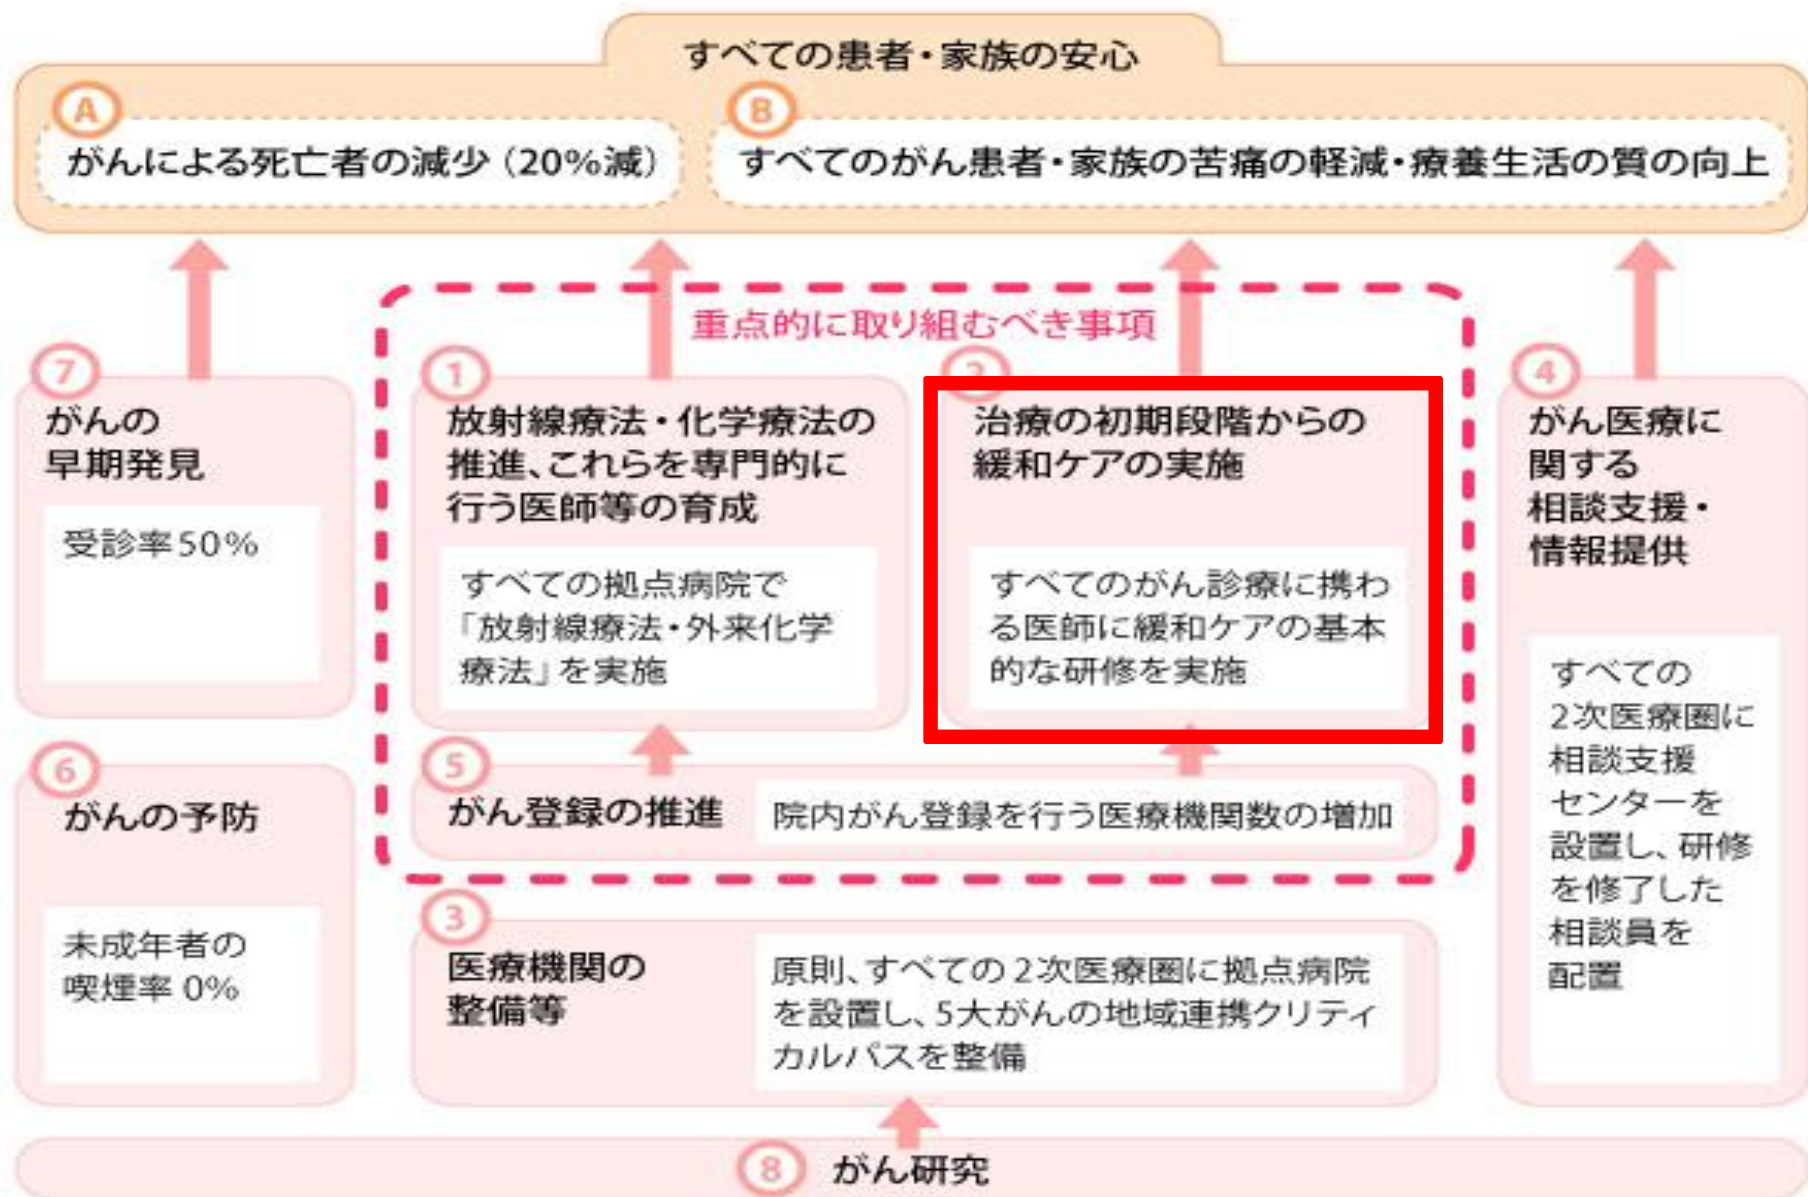 すべての患者・家族の安心
A
がんによる死亡者の減少（20%減）
B
すべてのがん患者・家族の苦痛の軽減・療養生活の質の向上
重点的に取り組むべき事項
7
がんの
早期発見
受診率50%
1
放射線療法・化学療法の
推進、これらを専門的に
行う医師等の育成
すべての拠点病院で
「放射線療法・外来化学
療法」を実施
2
治療の初期段階からの
緩和ケアの実施
すべてのがん診療に携わ
る医師に緩和ケアの基本
的な研修を実施
4
がん医療に
関する
相談支援・
情報提供
すべての
2次医療圏に
相談支援
センターを
設置し、研修
を修了した
相談員を
配置
6
がんの予防
未成年者の
喫煙率 0%
5
がん登録の推進
院内がん登録を行う医療機関数の増加
3
医療機関の
整備等
原則、すべての2次医療圏に拠点病院
を設置し、5大がんの地域連携クリティ
カルパスを整備
8
がん研究